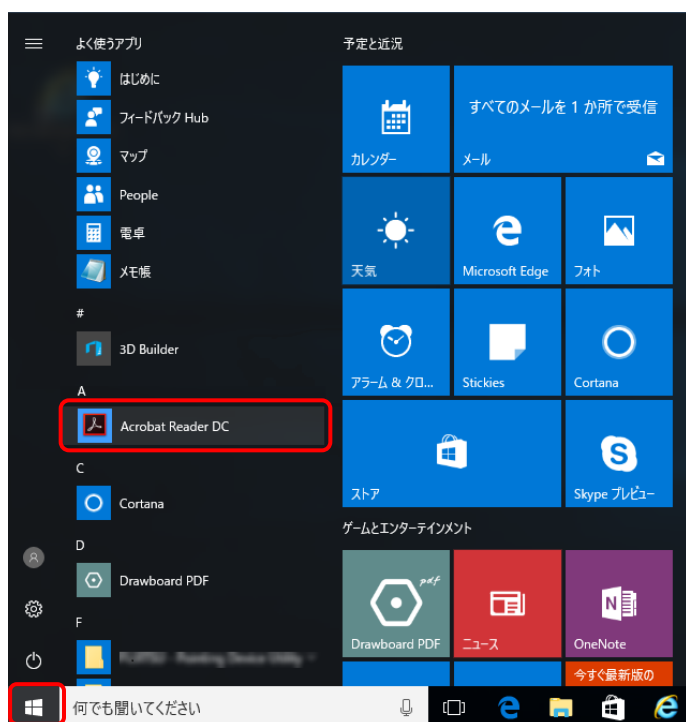 よく使うアプリ
はじめに
フィードバック Hub
マップ
People
電卓
メモ帳
#
3D Builder
A
Acrobat Reader DC
C
Cortana
D
Drawboard PDF
F
予定と近況
カレンダー
すべてのメールを 1 か所で受信
メール
天気
Microsoft Edge
フォト
アラーム & クロ...
Stickies
Cortana
ストア
Skype プレビュー
ゲームとエンターテインメント
pdf
Drawboard PDF
ニュース
OneNote
今すぐ最新版の
何でも聞いてください